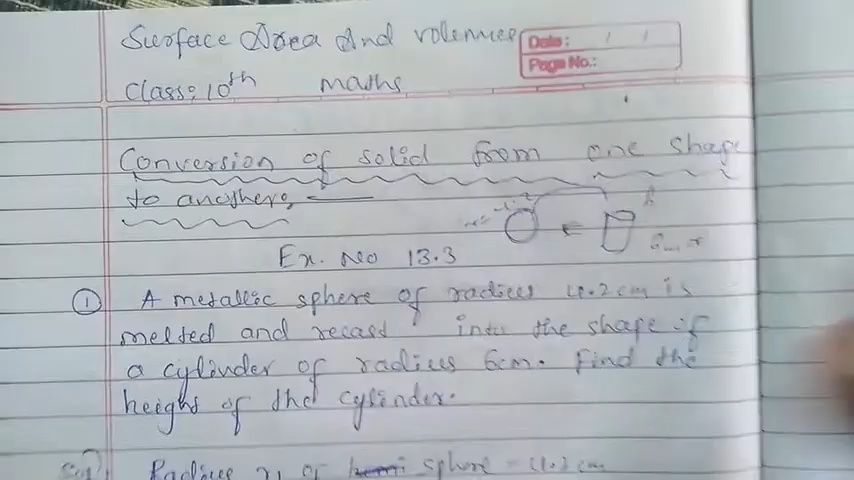 Surface Area And volumes
Date: / /
Page No.:
Class: 10th maths
Conversion of solid from one shape
to another,
Ex. No 13.3
① A metallic sphere of radius 4.2 cm is
melted and recast into the shape of
a cylinder of radius 6cm. Find the
height of the cylinder.
Radius r1 of sphere = 4.2 cm